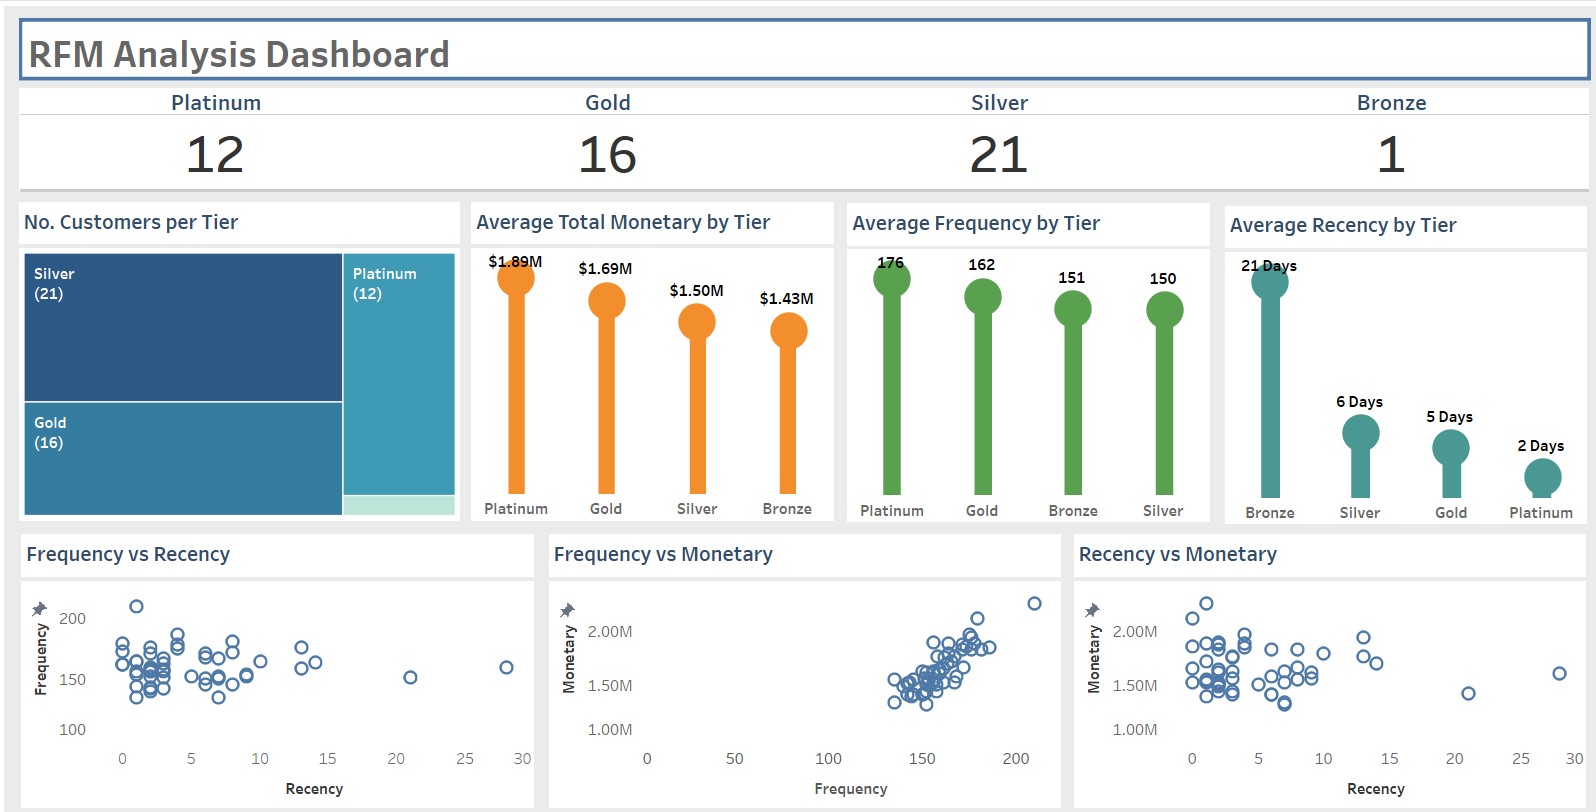 RFM Analysis Dashboard
Platinum Gold Silver Bronze
12 16 21 1
No. Customers per Tier
Silver
(21)
Platinum
(12)
Gold
(16)
Average Total Monetary by Tier
$1.89M
$1.69M
$1.50M
$1.43M
Platinum Gold Silver Bronze
Average Frequency by Tier
176
162
151
150
Platinum Gold Bronze Silver
Average Recency by Tier
21 Days
6 Days
5 Days
2 Days
Bronze Silver Gold Platinum
Frequency vs Recency
Frequency
200
150
100
0 5 10 15 20 25 30
Recency
Frequency vs Monetary
Monetary
2.00M
1.50M
1.00M
0 50 100 150 200
Frequency
Recency vs Monetary
Monetary
2.00M
1.50M
1.00M
0 5 10 15 20 25 30
Recency